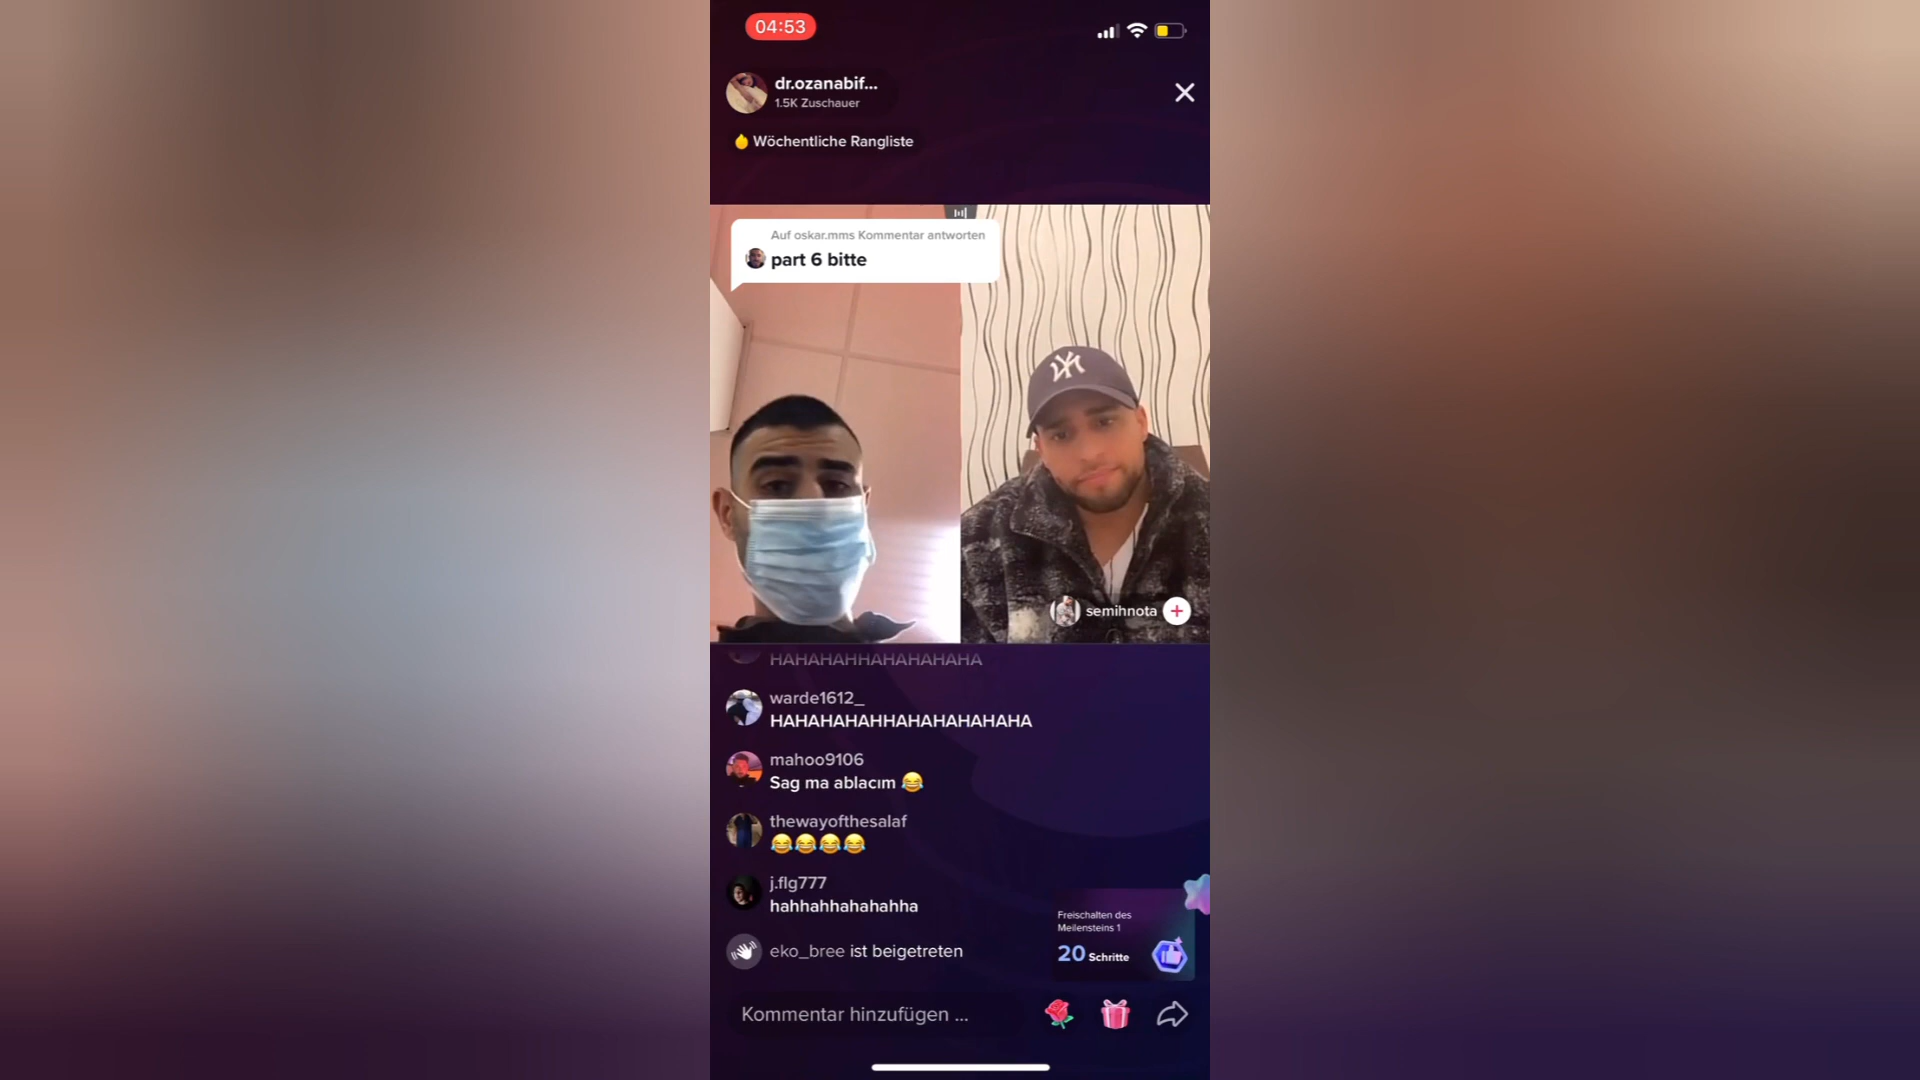 04:53
dr.ozanabif...
1.5K Zuschauer
Wöchentliche Rangliste
Auf oskar.mms Kommentar antworten
part 6 bitte
NY
semihnota
HAHAHAHHAHAHAHAHA
warde1612_
HAHAHAHAHHAHAHAHAHAHA
mahoo9106
Sag ma ablacım 😂
thewayofthesalaf
😂😂😂😂
j.flg777
hahhahhahahahha
eko_bree ist beigetreten
Freischalten des
Meilensteins 1
20 Schritte
Kommentar hinzufügen ...